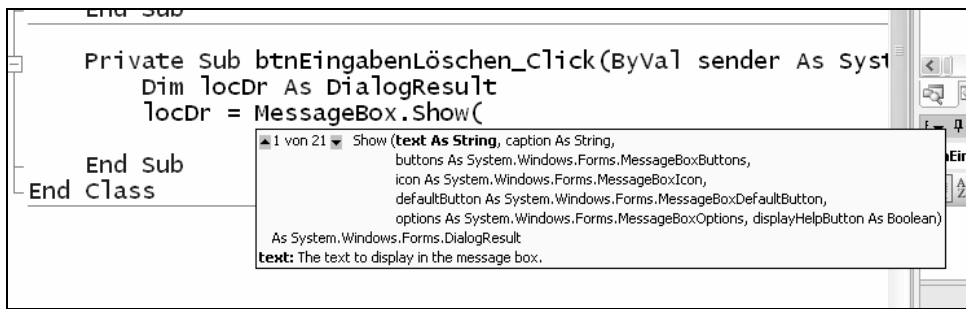 End Sub
Private Sub btnEingabenLöschen_Click(ByVal sender As Syst
Dim locDr As DialogResult
locDr = MessageBox.Show(
1 von 21 Show (text As String, caption As String,
buttons As System.Windows.Forms.MessageBoxButtons,
icon As System.Windows.Forms.MessageBoxIcon,
defaultButton As System.Windows.Forms.MessageBoxDefaultButton,
options As System.Windows.Forms.MessageBoxOptions, displayHelpButton As Boolean)
As System.Windows.Forms.DialogResult
text: The text to display in the message box.
End Sub
End Class